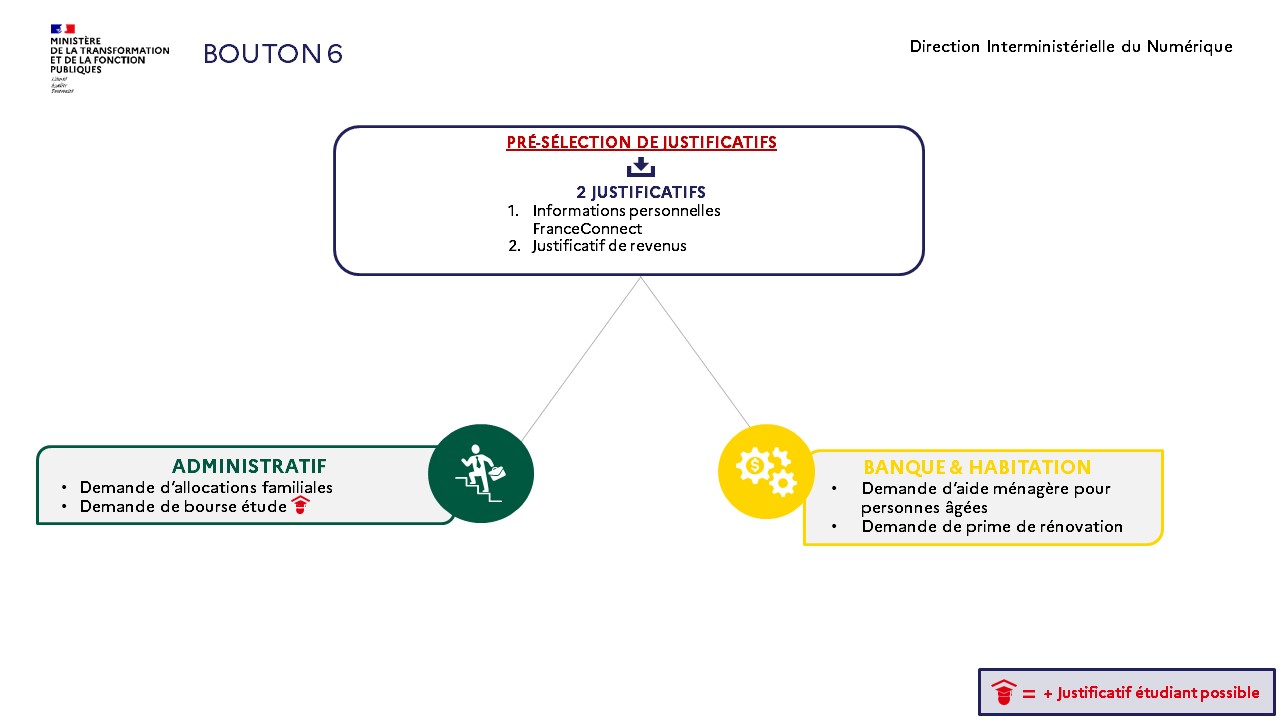 MINISTÈRE
DE LA TRANSFORMATION
ET DE LA FONCTION
PUBLIQUES
Liberté
Égalité
Fraternité
BOUTON 6
Direction Interministérielle du Numérique
PRÉ-SÉLECTION DE JUSTIFICATIFS
2 JUSTIFICATIFS
1. Informations personnelles
FranceConnect
2. Justificatif de revenus
ADMINISTRATIF
• Demande d’allocations familiales
• Demande de bourse étude
$
BANQUE & HABITATION
• Demande d’aide ménagère pour
personnes âgées
• Demande de prime de rénovation
= + Justificatif étudiant possible